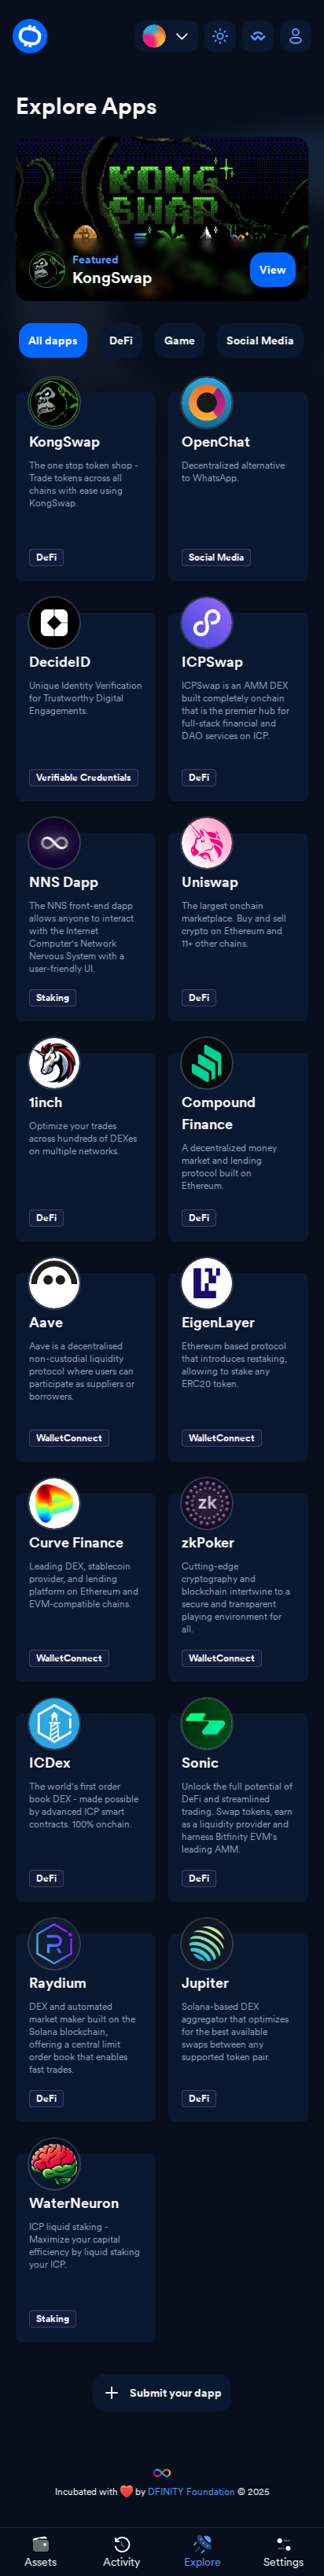 Explore Apps
KONG
SWAP
Featured
KongSwap
View
All dapps
DeFi
Game
Social Media
KongSwap
The one stop token shop -
Trade tokens across all
chains with ease using
KongSwap.
DeFi
OpenChat
Decentralized alternative
to WhatsApp.
Social Media
DecideID
Unique Identity Verification
for Trustworthy Digital
Engagements.
Verifiable Credentials
ICPSwap
ICPSwap is an AMM DEX
built completely onchain
that is the premier hub for
full-stack financial and
DAO services on ICP.
DeFi
NNS Dapp
The NNS front-end dapp
allows anyone to interact
with the Internet
Computer's Network
Nervous System with a
user-friendly UI.
Staking
Uniswap
The largest onchain
marketplace. Buy and sell
crypto on Ethereum and
11+ other chains.
DeFi
1inch
Optimize your trades
across hundreds of DEXes
on multiple networks.
DeFi
Compound
Finance
A decentralized money
market and lending
protocol built on
Ethereum.
DeFi
Aave
Aave is a decentralised
non-custodial liquidity
protocol where users can
participate as suppliers or
borrowers.
WalletConnect
EigenLayer
Ethereum based protocol
that introduces restaking,
allowing to stake any
ERC20 token.
WalletConnect
Curve Finance
Leading DEX, stablecoin
provider, and lending
platform on Ethereum and
EVM-compatible chains.
WalletConnect
zk
zkPoker
Cutting-edge
cryptography and
blockchain intertwine to a
secure and transparent
playing environment for
all.
WalletConnect
ICDex
The world's first order
book DEX - made possible
by advanced ICP smart
contracts. 100% onchain.
DeFi
Sonic
Unlock the full potential of
DeFi and streamlined
trading. Swap tokens, earn
as a liquidity provider and
harness Bitfinity EVM's
leading AMM.
DeFi
Raydium
DEX and automated
market maker built on the
Solana blockchain,
offering a central limit
order book that enables
fast trades.
DeFi
Jupiter
Solana-based DEX
aggregator that optimizes
for the best available
swaps between any
supported token pair.
DeFi
WaterNeuron
ICP liquid staking -
Maximize your capital
efficiency by liquid staking
your ICP.
Staking
Submit your dapp
Incubated with ❤️ by DFINITY Foundation © 2025
Assets
Activity
Explore
Settings